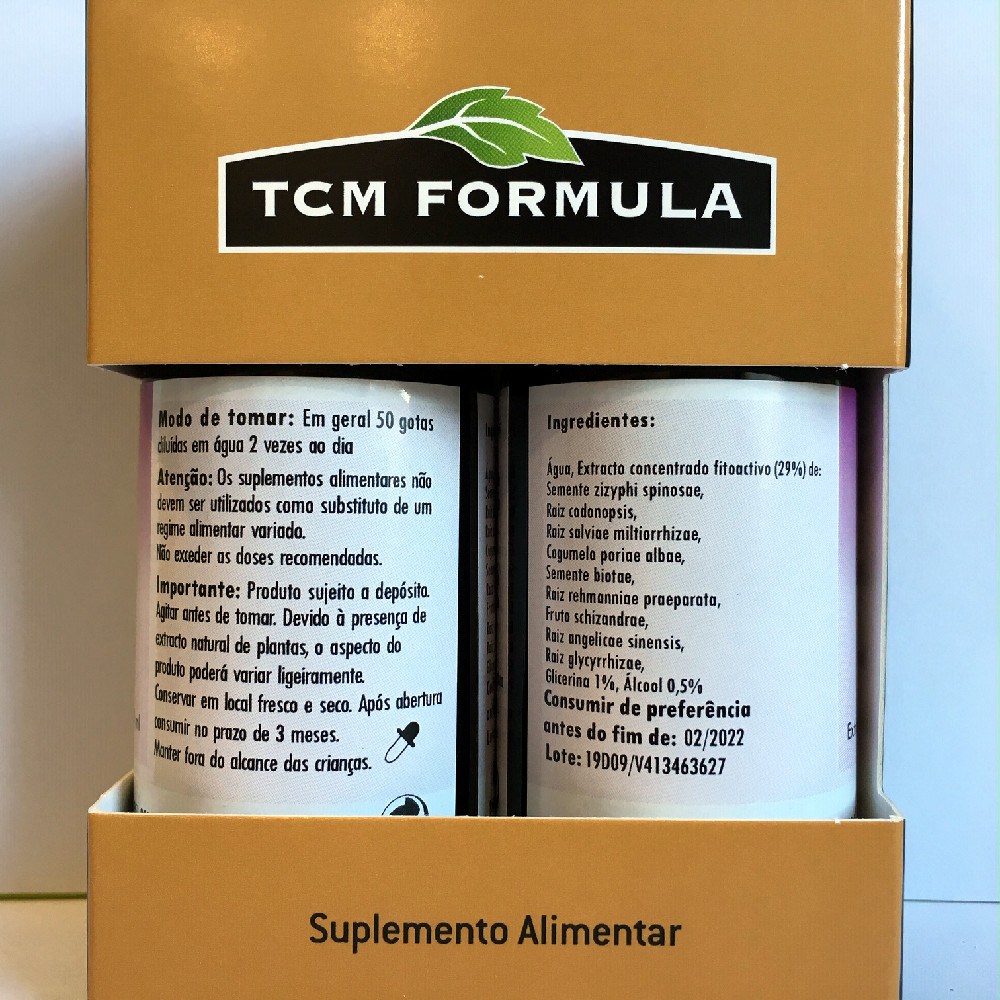 TCM FORMULA
Modo de tomar: Em geral 50 gotas
diluidas em água 2 vezes ao dia
Atenção: Os suplementos alimentares não
devem ser utilizados como substituto de um
regime alimentar variado.
Não exceder as doses recomendadas.
Importante: Produto sujeito a depósito.
Agitar antes de tomar. Devido à presença de
extracto natural de plantas, o aspecto do
produto poderá variar ligeiramente.
Conservar em local fresco e seco. Após abertura
consumir no prazo de 3 meses.
Manter fora do alcance das crianças.
Ingredientes:
Água, Extracto concentrado fitoactivo (29%) de:
Semente zizyphi spinosae,
Raiz codonopsis,
Raiz salviae miltiorrhizae,
Cogumelo poriae albae,
Semente biotae,
Raiz rehmanniae praeparata,
Fruto schizandrae,
Raiz angelicae sinensis,
Raiz glycyrrhizae,
Glicerina 1%, Álcool 0,5%
Consumir de preferência
antes do fim de: 02/2022
Lote: 19D09/V413463627
Suplemento Alimentar